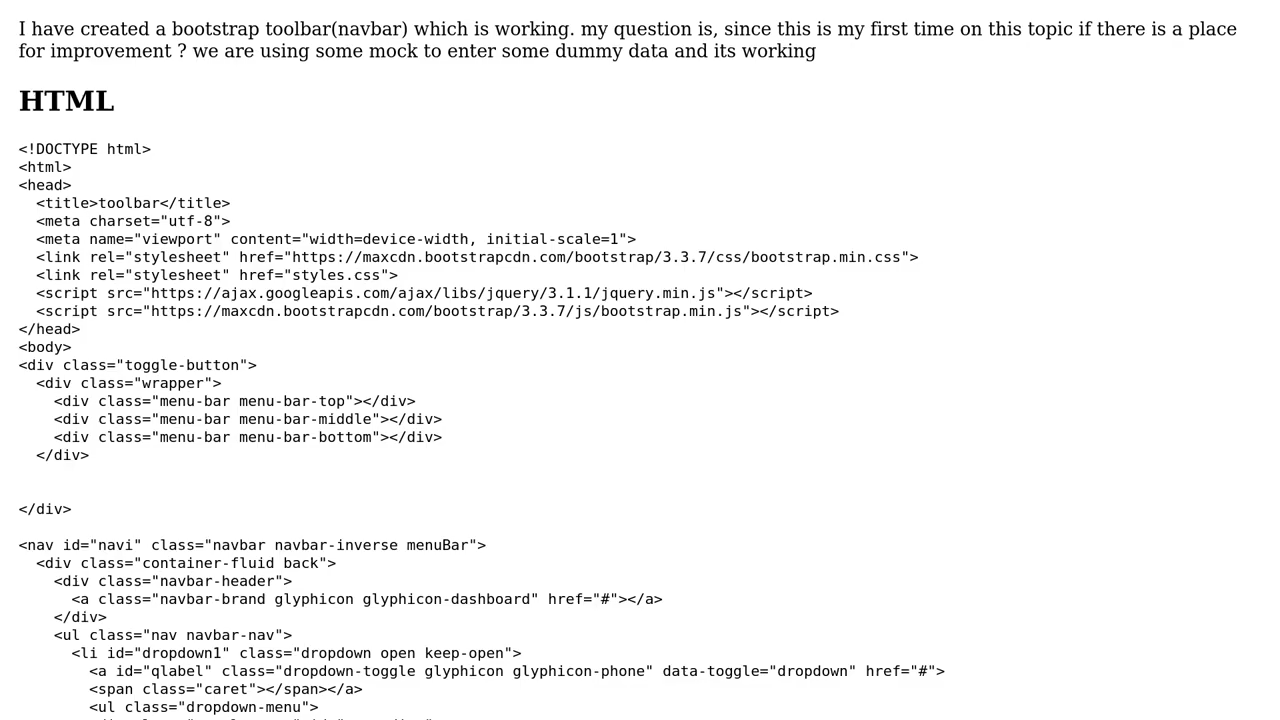 I have created a bootstrap toolbar(navbar) which is working. my question is, since this is my first time on this topic if there is a place
for improvement ? we are using some mock to enter some dummy data and its working
HTML
<!DOCTYPE html>
<html>
<head>
  <title>toolbar</title>
  <meta charset="utf-8">
  <meta name="viewport" content="width=device-width, initial-scale=1">
  <link rel="stylesheet" href="https://maxcdn.bootstrapcdn.com/bootstrap/3.3.7/css/bootstrap.min.css">
  <link rel="stylesheet" href="styles.css">
  <script src="https://ajax.googleapis.com/ajax/libs/jquery/3.1.1/jquery.min.js"></script>
  <script src="https://maxcdn.bootstrapcdn.com/bootstrap/3.3.7/js/bootstrap.min.js"></script>
</head>
<body>
<div class="toggle-button">
  <div class="wrapper">
    <div class="menu-bar menu-bar-top"></div>
    <div class="menu-bar menu-bar-middle"></div>
    <div class="menu-bar menu-bar-bottom"></div>
  </div>
</div>
<nav id="navi" class="navbar navbar-inverse menuBar">
  <div class="container-fluid back">
    <div class="navbar-header">
      <a class="navbar-brand glyphicon glyphicon-dashboard" href="#"></a>
    </div>
    <ul class="nav navbar-nav">
      <li id="dropdown1" class="dropdown open keep-open">
        <a id="qlabel" class="dropdown-toggle glyphicon glyphicon-phone" data-toggle="dropdown" href="#">
        <span class="caret"></span></a>
        <ul class="dropdown-menu">